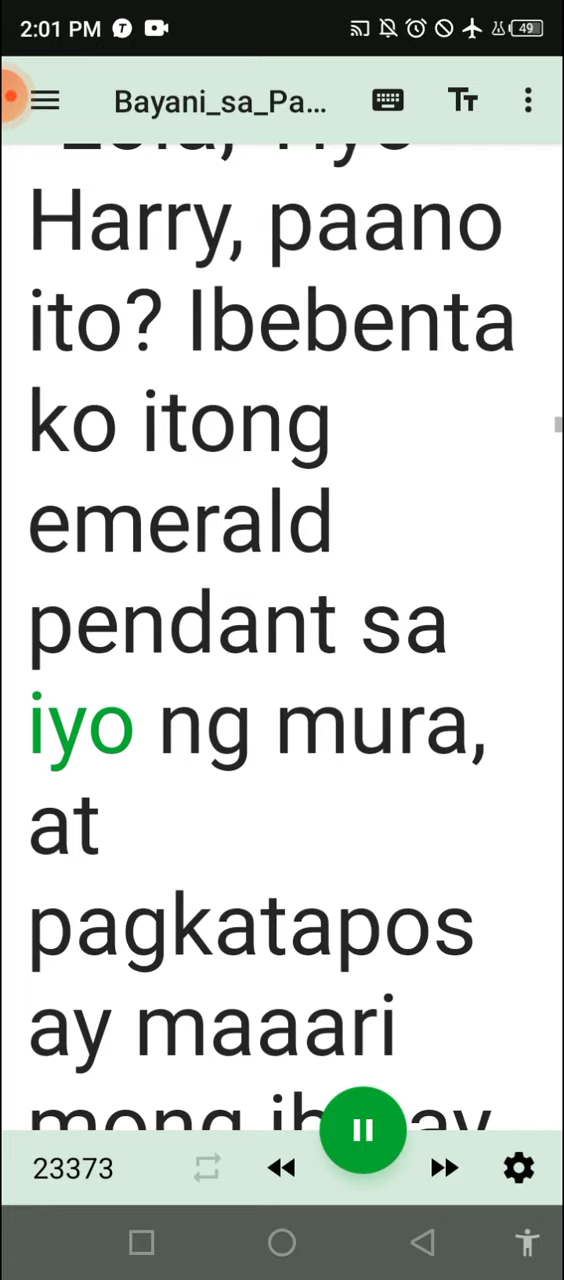 2:01 PM
49
Bayani_sa_Pa...
Harry, paano
ito? Ibebenta
ko itong
emerald
pendant sa
iyo ng mura,
at
pagkatapos
ay maaari
mong
23373